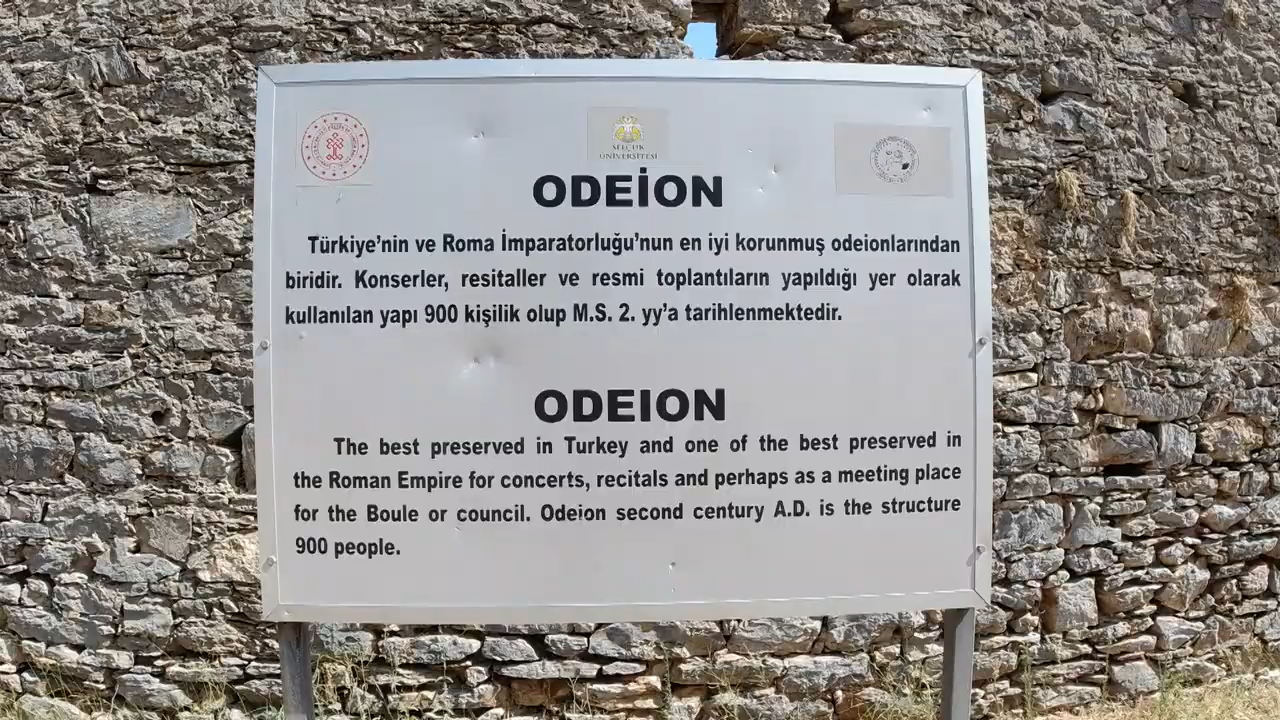 SELÇUK
ÜNİVERSİTESİ
ODEİON
Türkiye'nin ve Roma İmparatorluğu'nun en iyi korunmuş odeionlarından
biridir. Konserler, resitaller ve resmi toplantıların yapıldığı yer olarak
kullanılan yapı 900 kişilik olup M.S. 2. yy'a tarihlenmektedir.
ODEION
The best preserved in Turkey and one of the best preserved in
the Roman Empire for concerts, recitals and perhaps as a meeting place
for the Boule or council. Odeion second century A.D. is the structure
900 people.